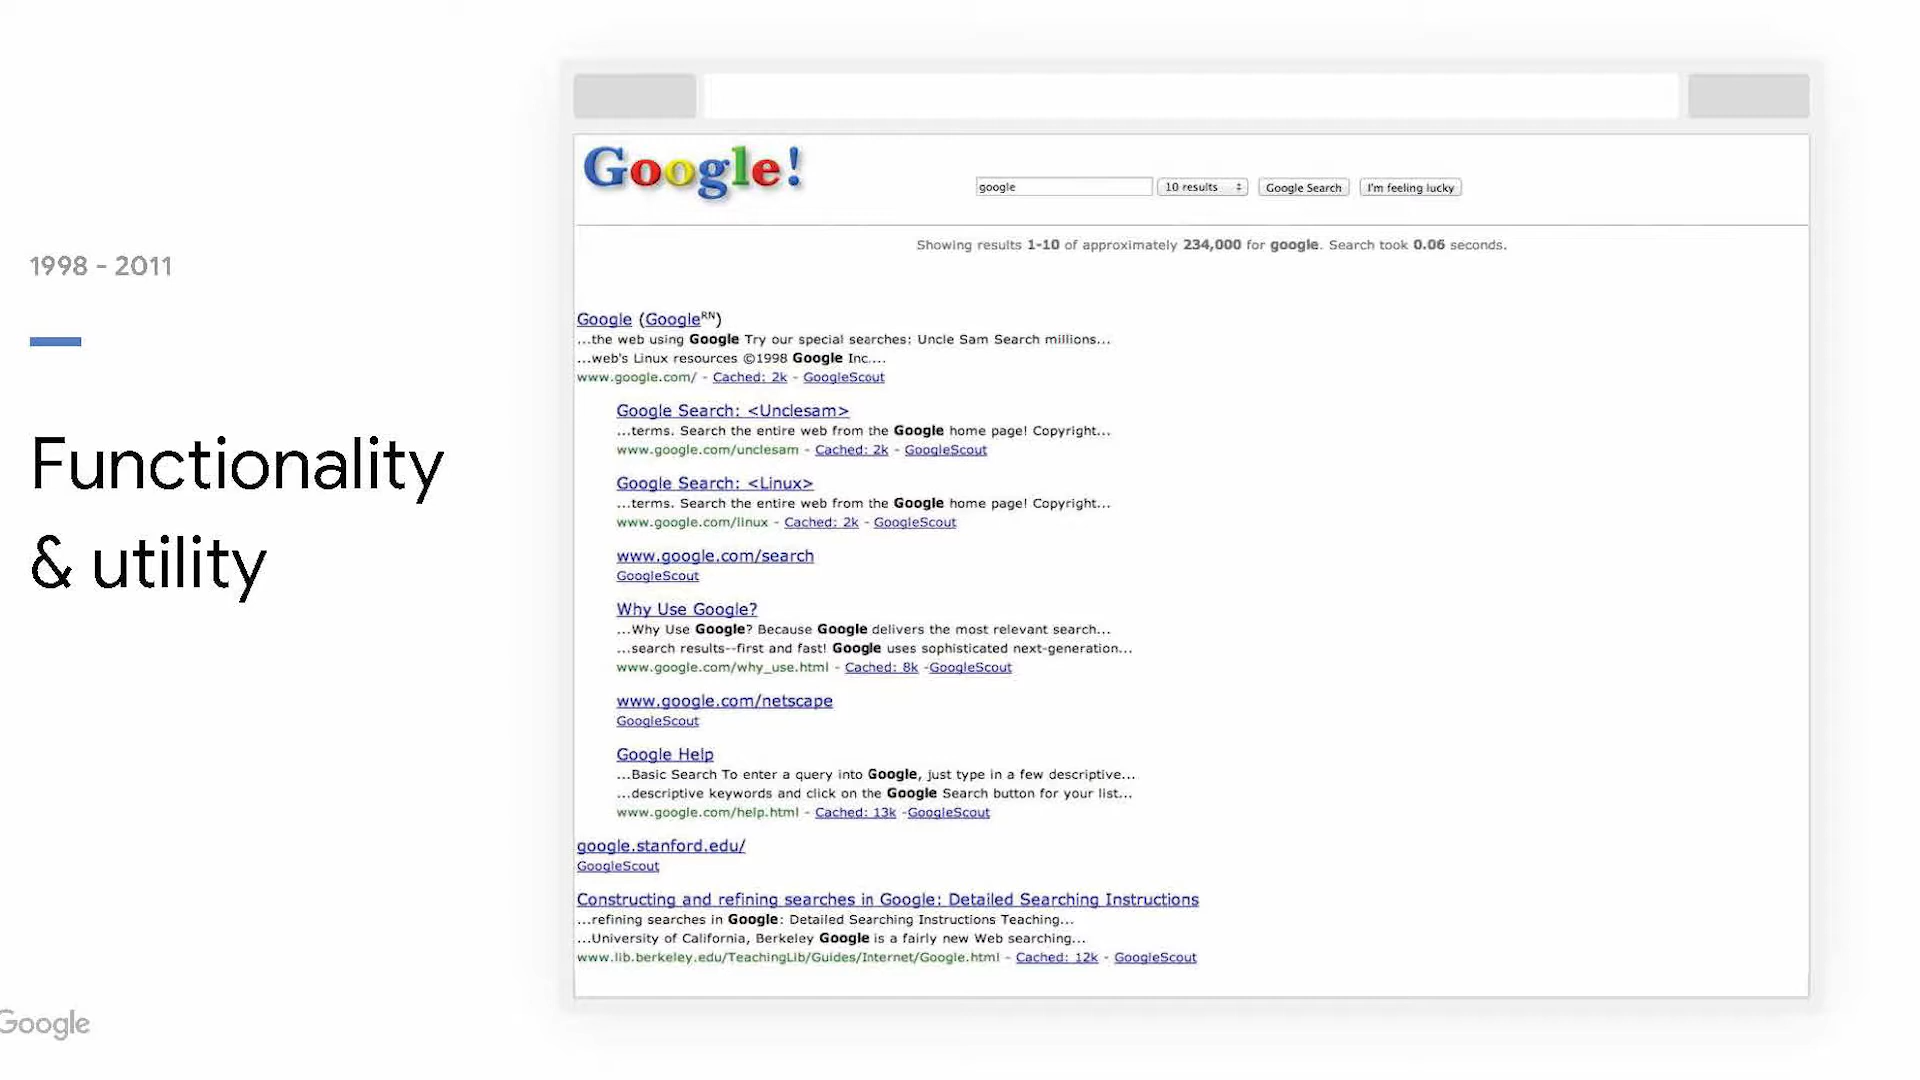 1998 - 2011
Functionality
& utility
Google
Google!
google
10 results
Google Search
I'm feeling lucky
Showing results 1-10 of approximately 234,000 for google. Search took 0.06 seconds.
Google (GoogleRN)
...the web using Google Try our special searches: Uncle Sam Search millions...
...web's Linux resources ©1998 Google Inc....
www.google.com/ - Cached: 2k - GoogleScout
Google Search: <Unclesam>
...terms. Search the entire web from the Google home page! Copyright...
www.google.com/unclesam - Cached: 2k - GoogleScout
Google Search: <Linux>
...terms. Search the entire web from the Google home page! Copyright...
www.google.com/linux - Cached: 2k - GoogleScout
www.google.com/search
GoogleScout
Why Use Google?
...Why Use Google? Because Google delivers the most relevant search...
...search results--first and fast! Google uses sophisticated next-generation...
www.google.com/why_use.html - Cached: 8k -GoogleScout
www.google.com/netscape
GoogleScout
Google Help
...Basic Search To enter a query into Google, just type in a few descriptive...
...descriptive keywords and click on the Google Search button for your list...
www.google.com/help.html - Cached: 13k -GoogleScout
google.stanford.edu/
GoogleScout
Constructing and refining searches in Google: Detailed Searching Instructions
...refining searches in Google: Detailed Searching Instructions Teaching...
...University of California, Berkeley Google is a fairly new Web searching...
www.lib.berkeley.edu/TeachingLib/Guides/Internet/Google.html - Cached: 12k - GoogleScout